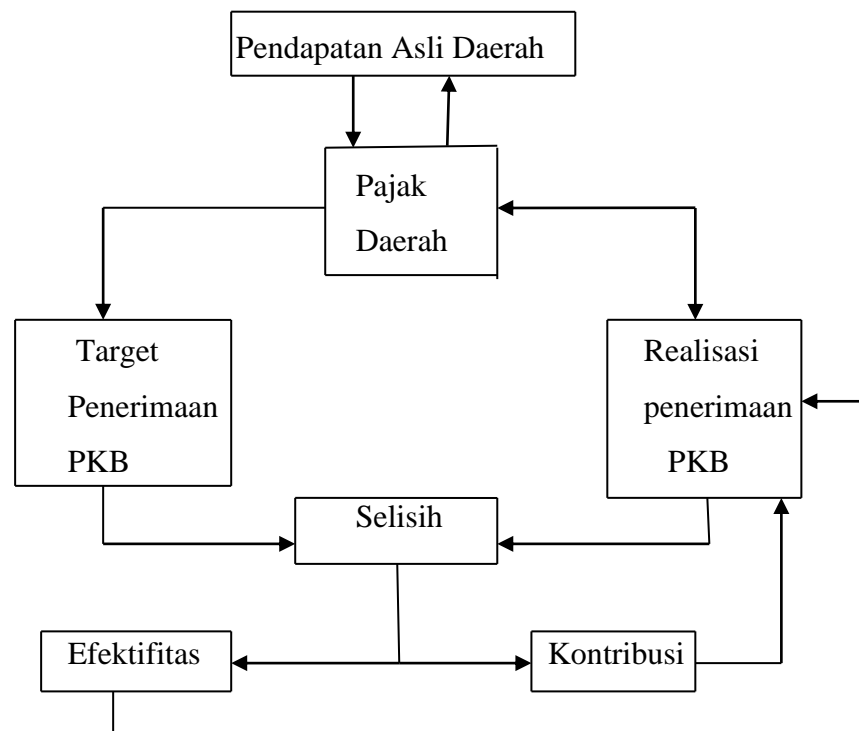 Pendapatan Asli Daerah
Pajak
Daerah
Target
Penerimaan
PKB
Realisasi
penerimaan
PKB
Selisih
Efektifitas
Kontribusi